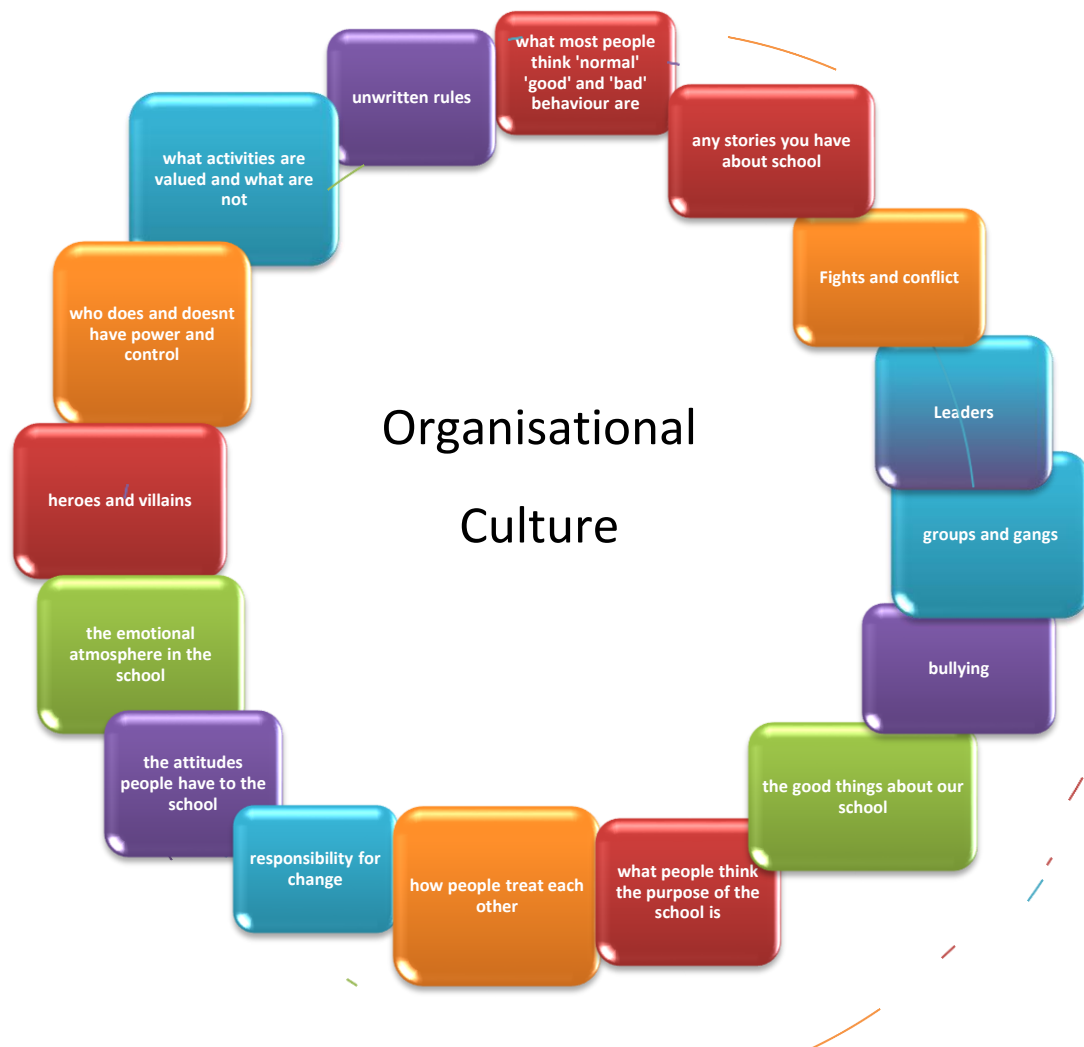 what most people
think 'normal'
'good' and 'bad'
behaviour are
any stories you have
about school
Fights and conflict
Leaders
groups and gangs
bullying
the good things about our
school
what people think
the purpose of the
school is
how people treat each
other
responsibility for
change
the attitudes
people have to the
school
the emotional
atmosphere in the
school
heroes and villains
who does and doesnt
have power and
control
what activities are
valued and what are
not
unwritten rules
Organisational
Culture